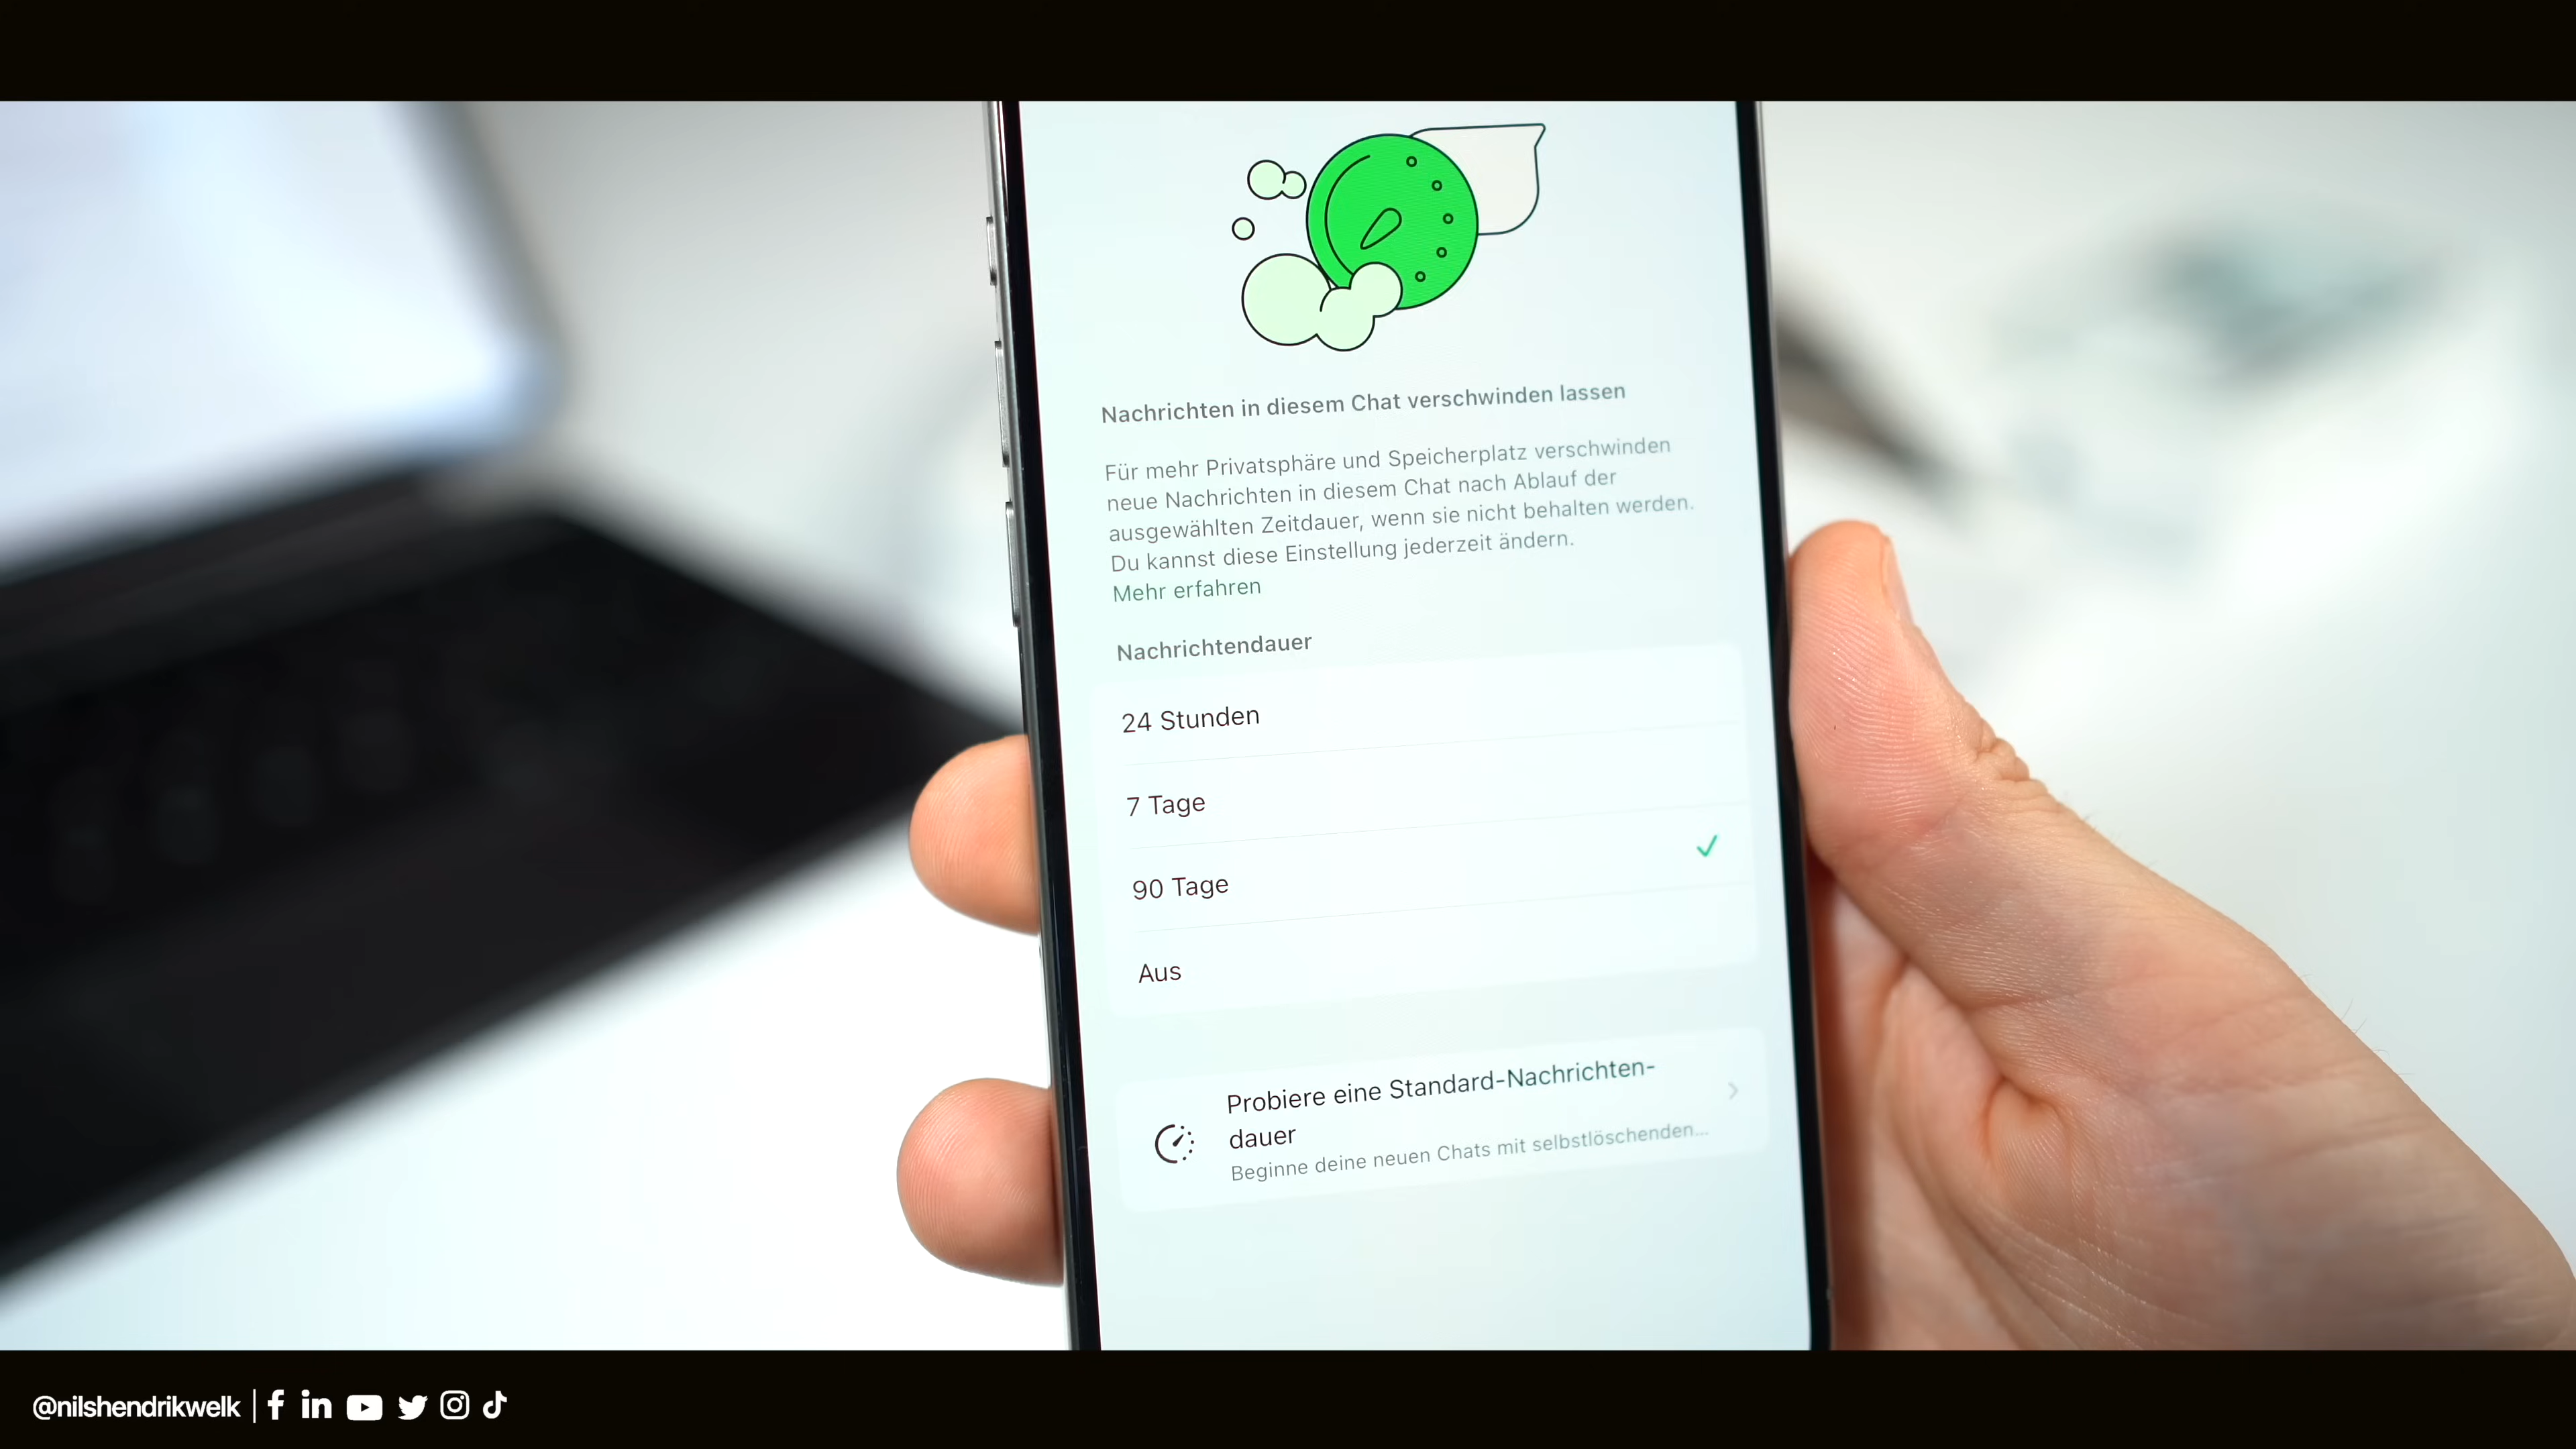 Nachrichten in diesem Chat verschwinden lassen
Für mehr Privatsphäre und Speicherplatz verschwinden
neue Nachrichten in diesem Chat nach Ablauf der
ausgewählten Zeitdauer, wenn sie nicht behalten werden.
Du kannst diese Einstellung jederzeit ändern.
Mehr erfahren
Nachrichtendauer
24 Stunden
7 Tage
90 Tage
Aus
Probiere eine Standard-Nachrichten-
dauer
Beginne deine neuen Chats mit selbstlöschenden...
@nilshendrikwelk